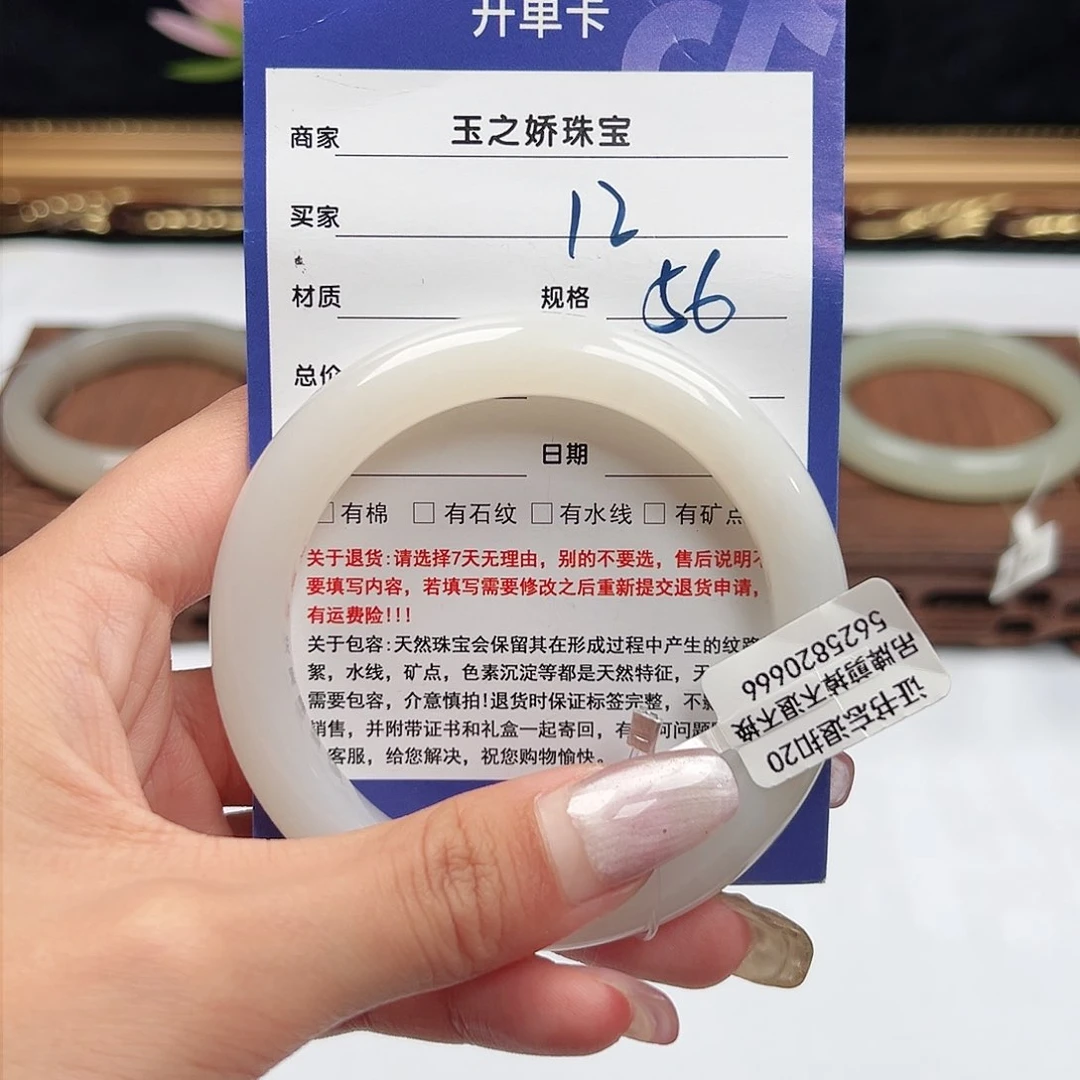 开单卡
商家 玉之娇珠宝
买家 12
材质 规格 56
总价
日期
□有棉 □有石纹 □有水线 □有矿点
关于退货:请选择7天无理由，别的不要选，售后说明不
要填写内容，若填写需要修改之后重新提交退货申请，
有运费险!!!
关于包容:天然珠宝会保留其在形成过程中产生的纹路
絮，水线，矿点，色素沉淀等都是天然特征，天
需要包容，介意慎拍!退货时保证标签完整，不影
销售，并附带证书和礼盒一起寄回，有 何问题
客服，给您解决，祝您购物愉快。
证书忘退扣20
吊牌剪掉不退不换
5625820666